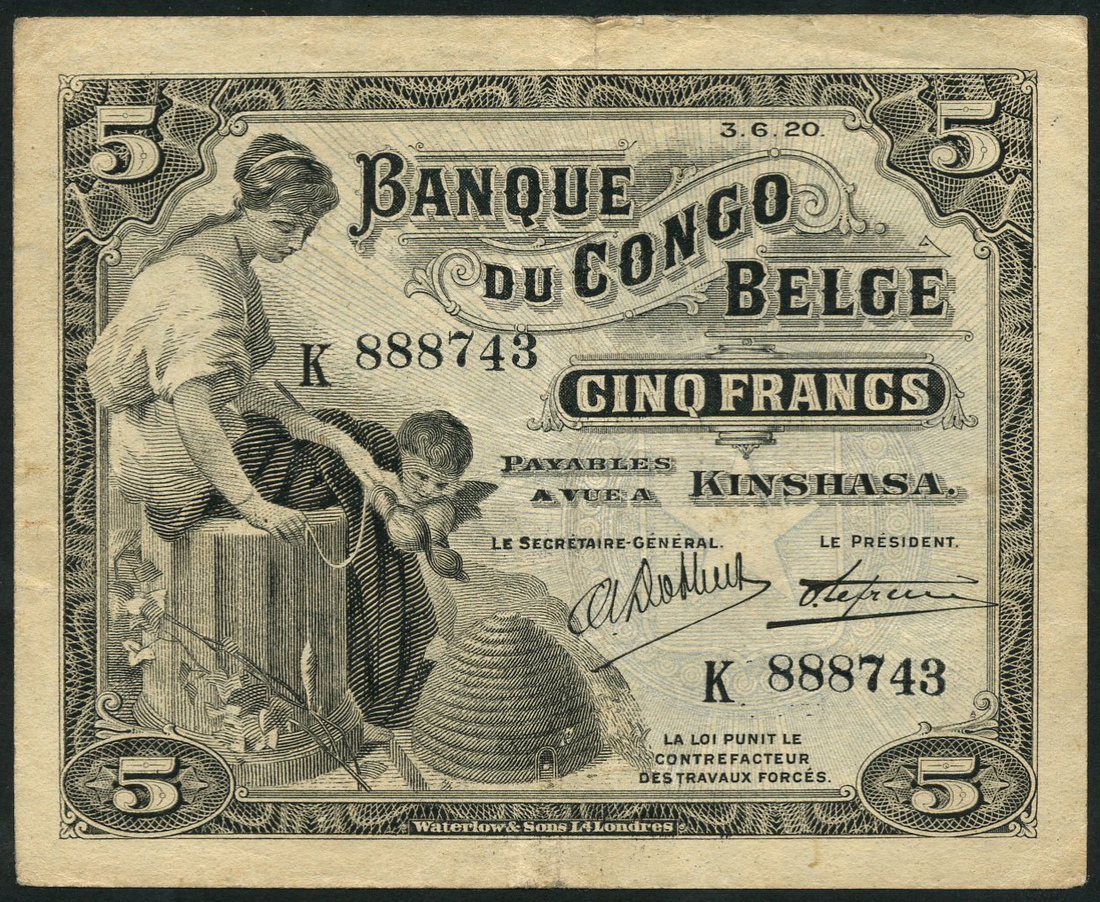 5
5
3.6.20.
BANQUE
DU CONGO
BELGE
K 888743
CINQ FRANCS
PAYABLES
A VUE A KINSHASA.
LE SECRÉTAIRE-GÉNÉRAL. LE PRÉSIDENT.
K 888743
LA LOI PUNIT LE
CONTREFACTEUR
DES TRAVAUX FORCÉS.
5
5
Waterlow & Sons Ld Londres